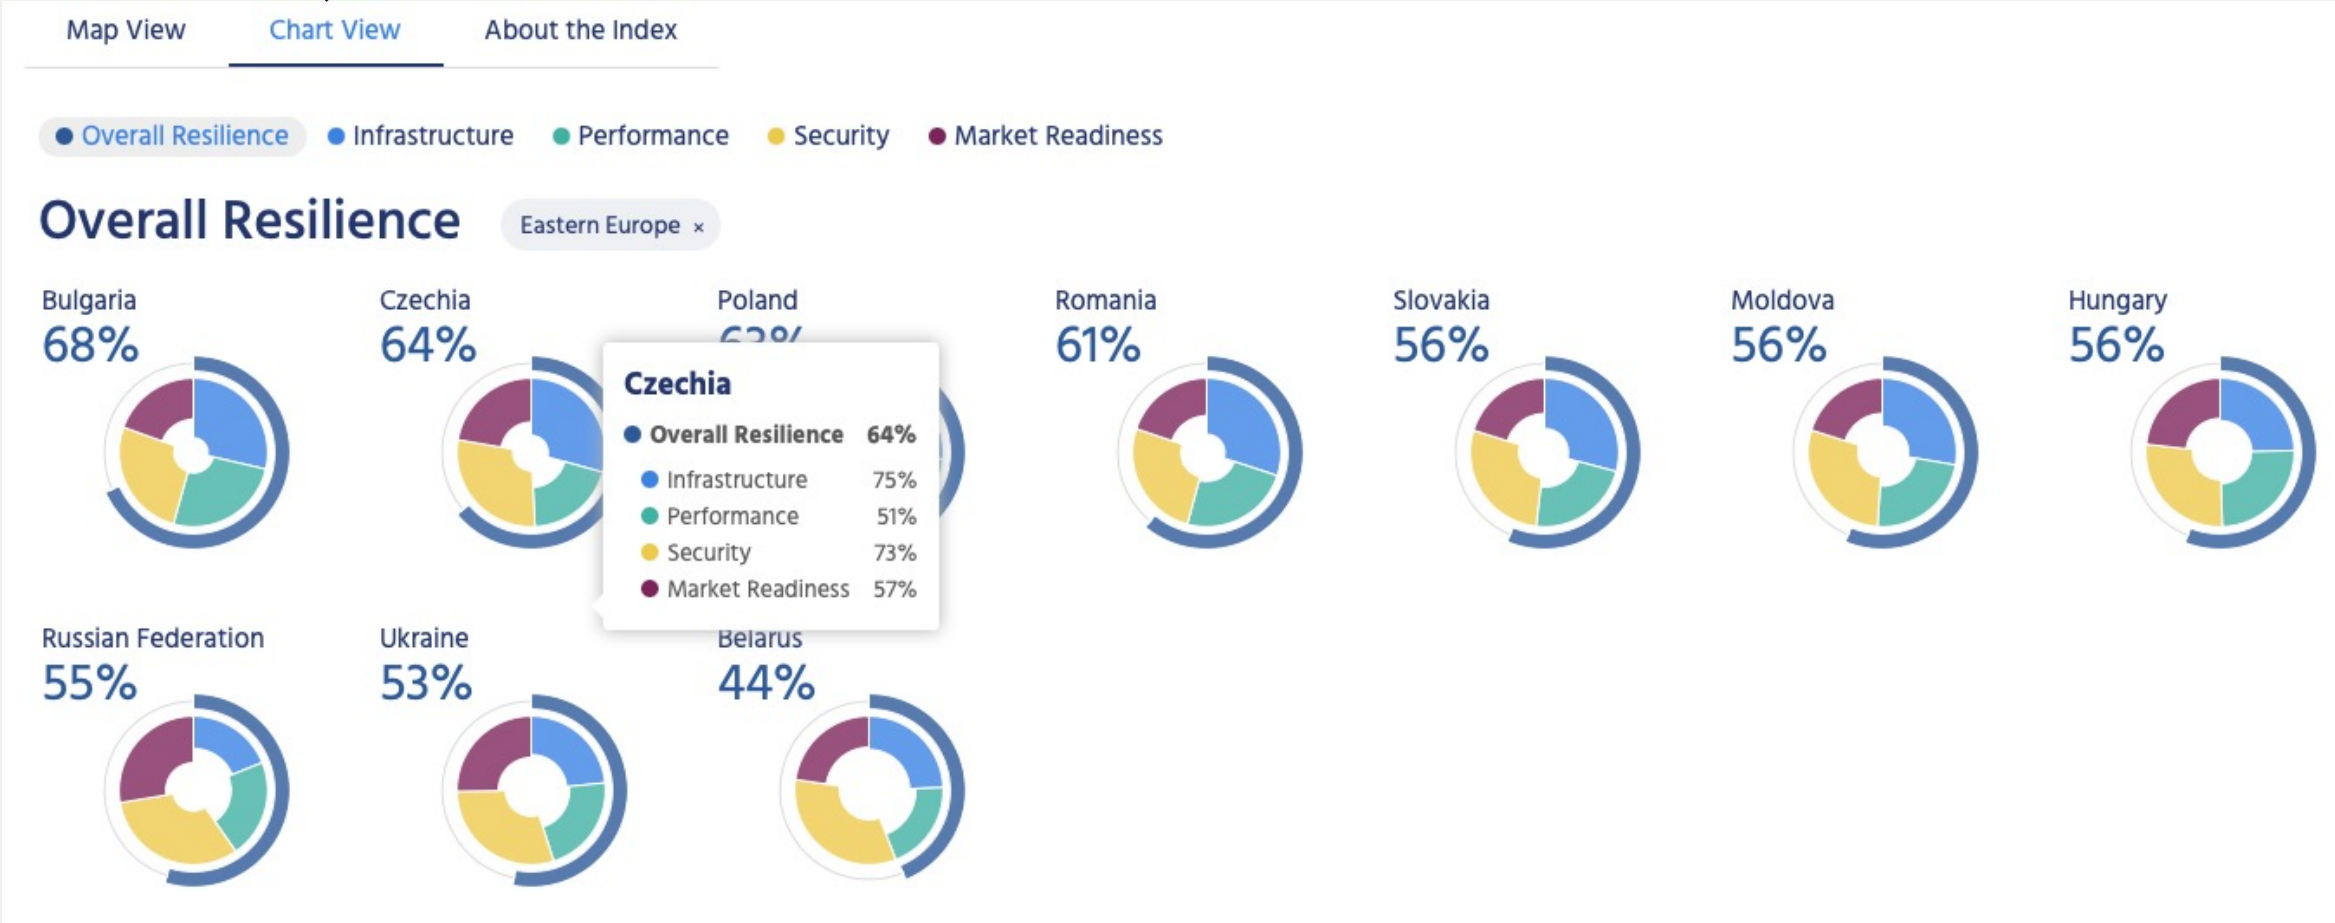 Map View Chart View About the Index
Overall Resilience Infrastructure Performance Security Market Readiness
Overall Resilience Eastern Europe ×
Bulgaria Czechia Poland Romania Slovakia Moldova Hungary
68% 64% 63% 61% 56% 56% 56%
Czechia
Overall Resilience 64%
Infrastructure 75%
Performance 51%
Security 73%
Market Readiness 57%
Russian Federation Ukraine Belarus
55% 53% 44%